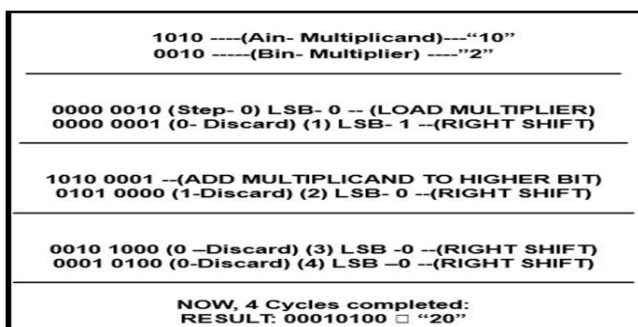 1010 ----(Ain- Multiplicand)---“10”
0010 -----(Bin- Multiplier) ----”2”
0000 0010 (Step- 0) LSB- 0 -- (LOAD MULTIPLIER)
0000 0001 (0- Discard) (1) LSB- 1 --(RIGHT SHIFT)
1010 0001 --(ADD MULTIPLICAND TO HIGHER BIT)
0101 0000 (1-Discard) (2) LSB- 0 --(RIGHT SHIFT)
0010 1000 (0 –Discard) (3) LSB -0 --(RIGHT SHIFT)
0001 0100 (0-Discard) (4) LSB –0 --(RIGHT SHIFT)
NOW, 4 Cycles completed:
RESULT: 00010100 □ “20”